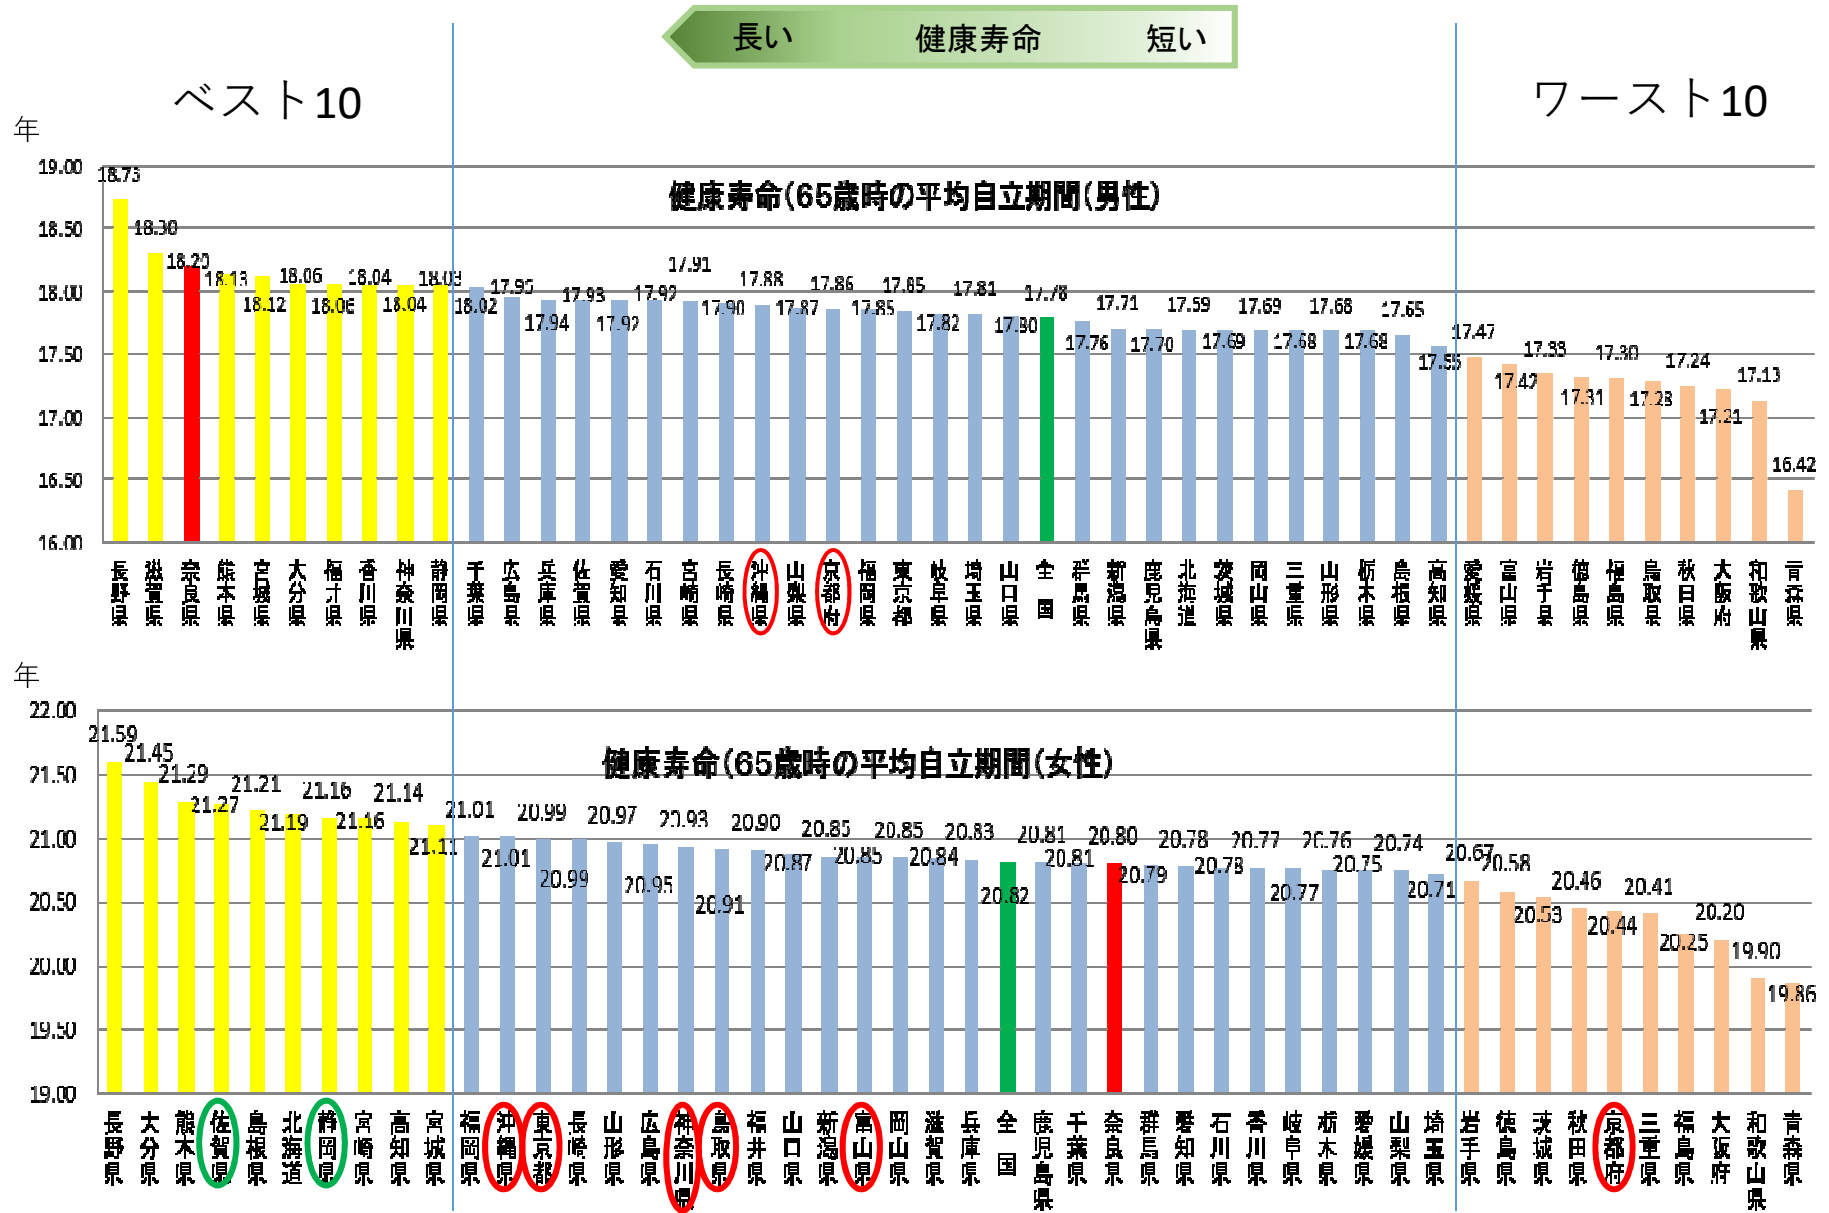 長い 健康寿命 短い
ベスト10 ワースト10
年
健康寿命(65歳時の平均自立期間(男性)
19.00
18.50
18.00
17.50
17.00
16.50
16.00
18.73 18.30 18.20 18.13 18.12 18.06 18.06 18.04 18.04 18.03 18.02 17.95 17.94 17.93 17.92 17.92 17.91 17.90 17.88 17.87 17.86 17.85 17.85 17.82 17.81 17.80 17.78 17.76 17.71 17.70 17.59 17.69 17.69 17.68 17.68 17.68 17.65 17.55 17.47 17.42 17.33 17.31 17.30 17.28 17.24 17.21 17.13 16.42
長野県 滋賀県 奈良県 熊本県 宮城県 大分県 福井県 香川県 神奈川県 静岡県 千葉県 広島県 兵庫県 佐賀県 愛知県 石川県 宮崎県 長崎県 沖縄県 山梨県 京都府 福岡県 東京都 岐阜県 埼玉県 山口県 全国 群馬県 新潟県 鹿児島県 北海道 茨城県 岡山県 三重県 山形県 栃木県 島根県 高知県 愛媛県 富山県 岩手県 徳島県 福島県 鳥取県 秋田県 大阪府 和歌山県 青森県
年
健康寿命(65歳時の平均自立期間(女性)
22.00
21.50
21.00
20.50
20.00
19.50
19.00
21.59 21.45 21.29 21.27 21.21 21.19 21.16 21.16 21.14 21.11 21.01 21.01 20.99 20.99 20.97 20.95 20.93 20.91 20.90 20.87 20.85 20.85 20.85 20.84 20.83 20.82 20.81 20.81 20.80 20.79 20.78 20.78 20.77 20.77 20.76 20.75 20.74 20.71 20.67 20.58 20.53 20.46 20.44 20.41 20.25 20.20 19.90 19.86
長野県 大分県 熊本県 佐賀県 島根県 北海道 静岡県 宮崎県 高知県 宮城県 福岡県 沖縄県 東京都 長崎県 山形県 広島県 神奈川県 鳥取県 福井県 山口県 新潟県 富山県 岡山県 滋賀県 兵庫県 全国 鹿児島県 千葉県 奈良県 群馬県 愛知県 石川県 香川県 岐阜県 栃木県 愛媛県 山梨県 埼玉県 岩手県 徳島県 茨城県 秋田県 京都府 三重県 福島県 大阪府 和歌山県 青森県